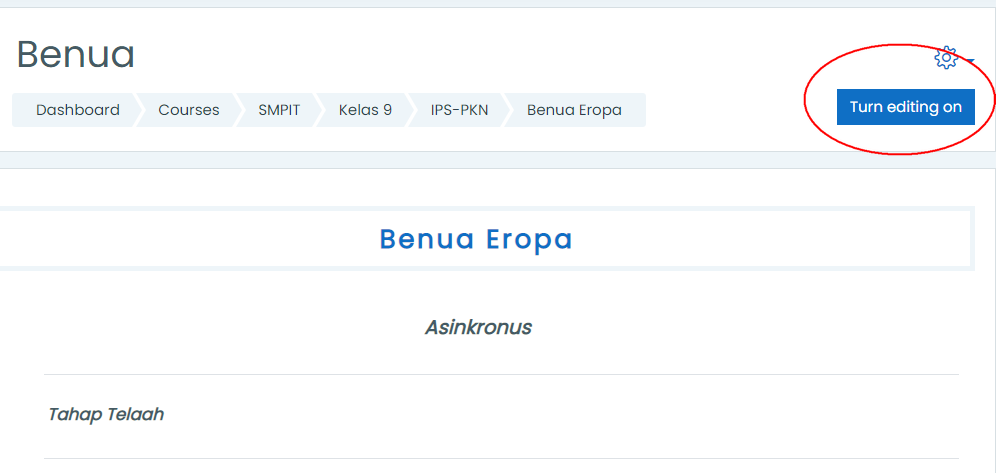 Benua
Dashboard Courses SMPIT Kelas 9 IPS-PKN Benua Eropa
Turn editing on
Benua Eropa
Asinkronus
Tahap Telaah